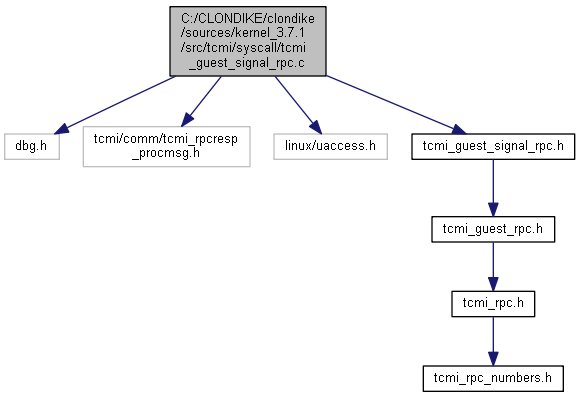 C:/CLONDIKE/clondike
/sources/kernel_3.7.1
/src/tcmi/syscall/tcmi
_guest_signal_rpc.c
dbg.h
tcmi/comm/tcmi_rpcresp
_procmsg.h
linux/uaccess.h
tcmi_guest_signal_rpc.h
tcmi_guest_rpc.h
tcmi_rpc.h
tcmi_rpc_numbers.h